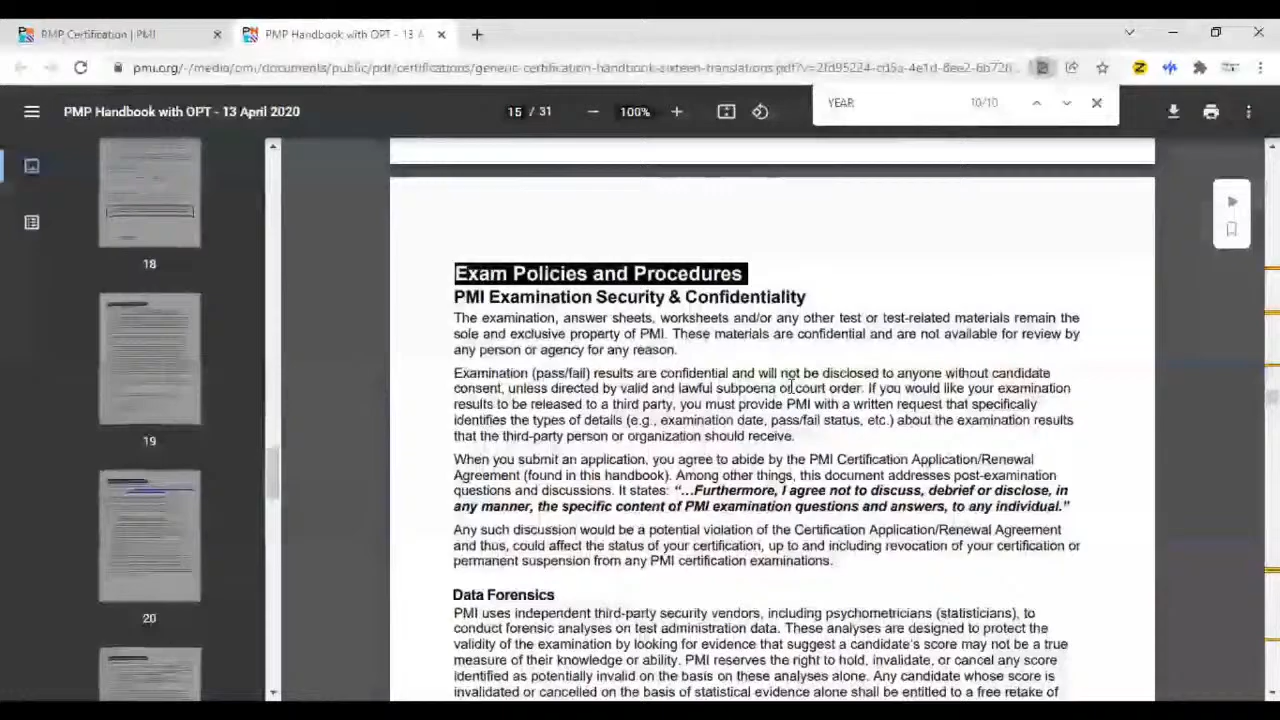 PMP Certification | PMI
PMP Handbook with OPT - 13 A
PMP Handbook with OPT - 13 April 2020
15 / 31
100%
YEAR
10/10
18
19
20
Exam Policies and Procedures
PMI Examination Security & Confidentiality
The examination, answer sheets, worksheets and/or any other test or test-related materials remain the
sole and exclusive property of PMI. These materials are confidential and are not available for review by
any person or agency for any reason.
Examination (pass/fail) results are confidential and will not be disclosed to anyone without candidate
consent, unless directed by valid and lawful subpoena or court order. If you would like your examination
results to be released to a third party, you must provide PMI with a written request that specifically
identifies the types of details (e.g., examination date, pass/fail status, etc.) about the examination results
that the third-party person or organization should receive.
When you submit an application, you agree to abide by the PMI Certification Application/Renewal
Agreement (found in this handbook). Among other things, this document addresses post-examination
questions and discussions. It states: “…Furthermore, I agree not to discuss, debrief or disclose, in
any manner, the specific content of PMI examination questions and answers, to any individual.”
Any such discussion would be a potential violation of the Certification Application/Renewal Agreement
and thus, could affect the status of your certification, up to and including revocation of your certification or
permanent suspension from any PMI certification examinations.
Data Forensics
PMI uses independent third-party security vendors, including psychometricians (statisticians), to
conduct forensic analyses on test administration data. These analyses are designed to protect the
validity of the examination by looking for evidence that suggest a candidate's score may not be a true
measure of their knowledge or ability. PMI reserves the right to hold, invalidate, or cancel any score
identified as potentially invalid on the basis on these analyses alone. Any candidate whose score is
invalidated or cancelled on the basis of statistical evidence alone shall be entitled to a free retake of